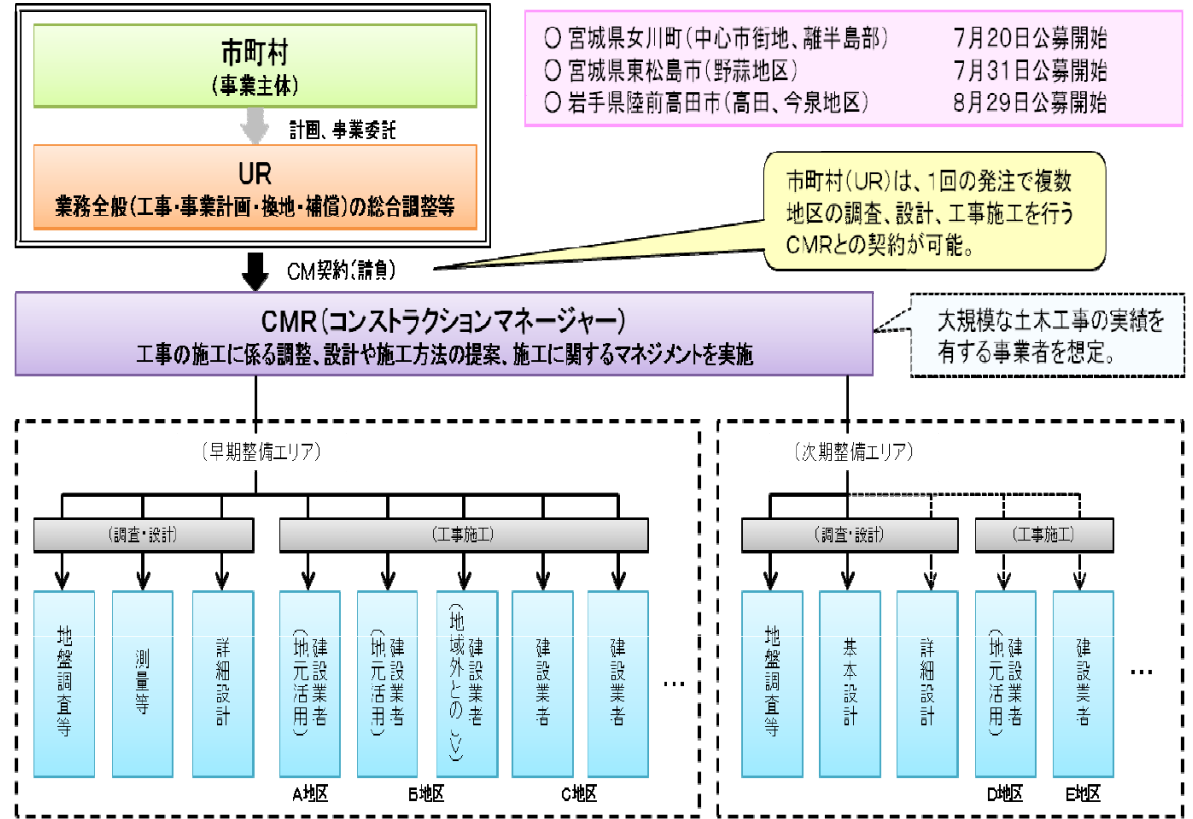 市町村
(事業主体)
計画、事業委託
UR
業務全般(工事・事業計画・換地・補償)の総合調整等
○ 宮城県女川町(中心市街地、離半島部) 7月20日公募開始
○ 宮城県東松島市(野蒜地区) 7月31日公募開始
○ 岩手県陸前高田市(高田、今泉地区) 8月29日公募開始
市町村(UR)は、1回の発注で複数
地区の調査、設計、工事施工を行う
CMRとの契約が可能。
CM契約(請負)
CMR(コンストラクションマネージャー)
工事の施工に係る調整、設計や施工方法の提案、施工に関するマネジメントを実施
大規模な土木工事の実績を
有する事業者を想定。
(早期整備エリア)
(調査・設計)
(工事施工)
地盤調査等
測量等
詳細設計
建設業者
(地元活用)
建設業者
(地元活用)
建設業者
(地域外とのJV)
建設業者
建設業者
…
A地区
B地区
C地区
(次期整備エリア)
(調査・設計)
(工事施工)
地盤調査等
基本設計
詳細設計
建設業者
(地元活用)
建設業者
…
D地区
E地区